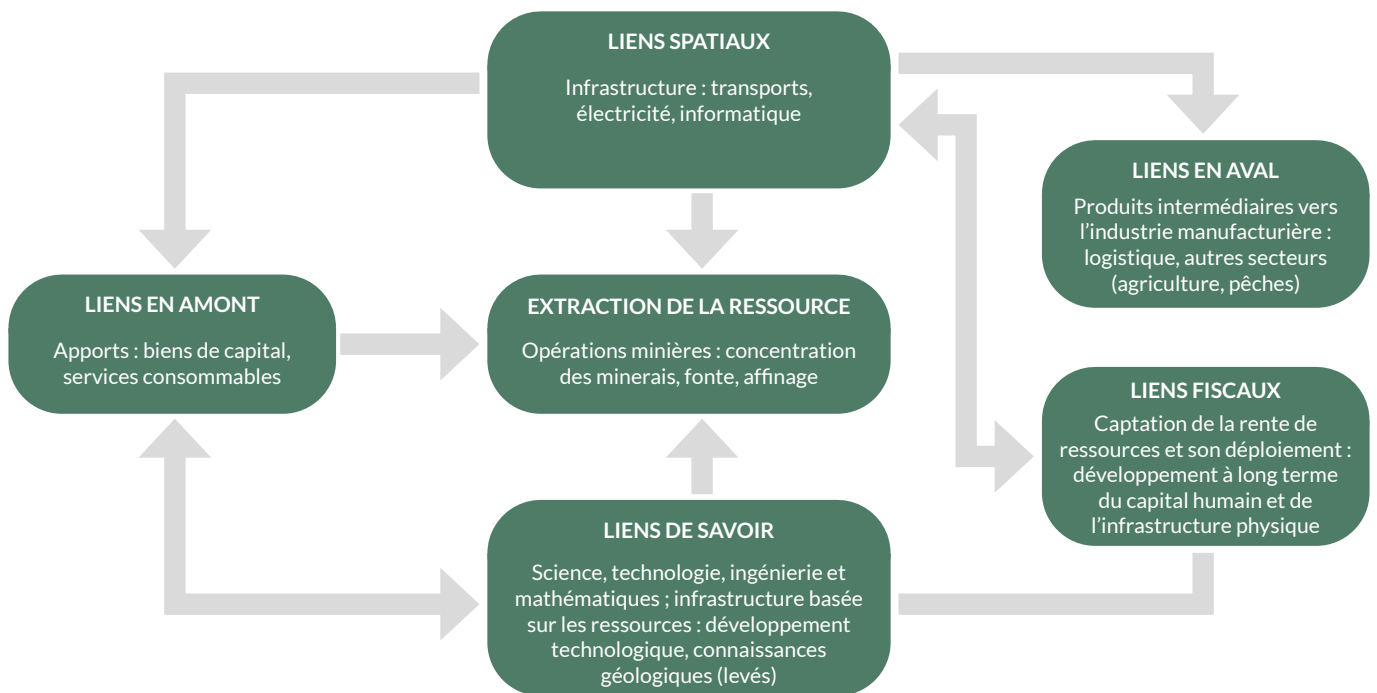 LIENS SPATIAUX
Infrastructure : transports,
électricité, informatique
LIENS EN AVAL
Produits intermédiaires vers
l’industrie manufacturière :
logistique, autres secteurs
(agriculture, pêches)
LIENS EN AMONT
Apports : biens de capital,
services consommables
EXTRACTION DE LA RESSOURCE
Opérations minières : concentration
des minerais, fonte, affinage
LIENS FISCAUX
Captation de la rente de
ressources et son déploiement :
développement à long terme
du capital humain et de
l’infrastructure physique
LIENS DE SAVOIR
Science, technologie, ingénierie et
mathématiques ; infrastructure basée
sur les ressources : développement
technologique, connaissances
géologiques (levés)